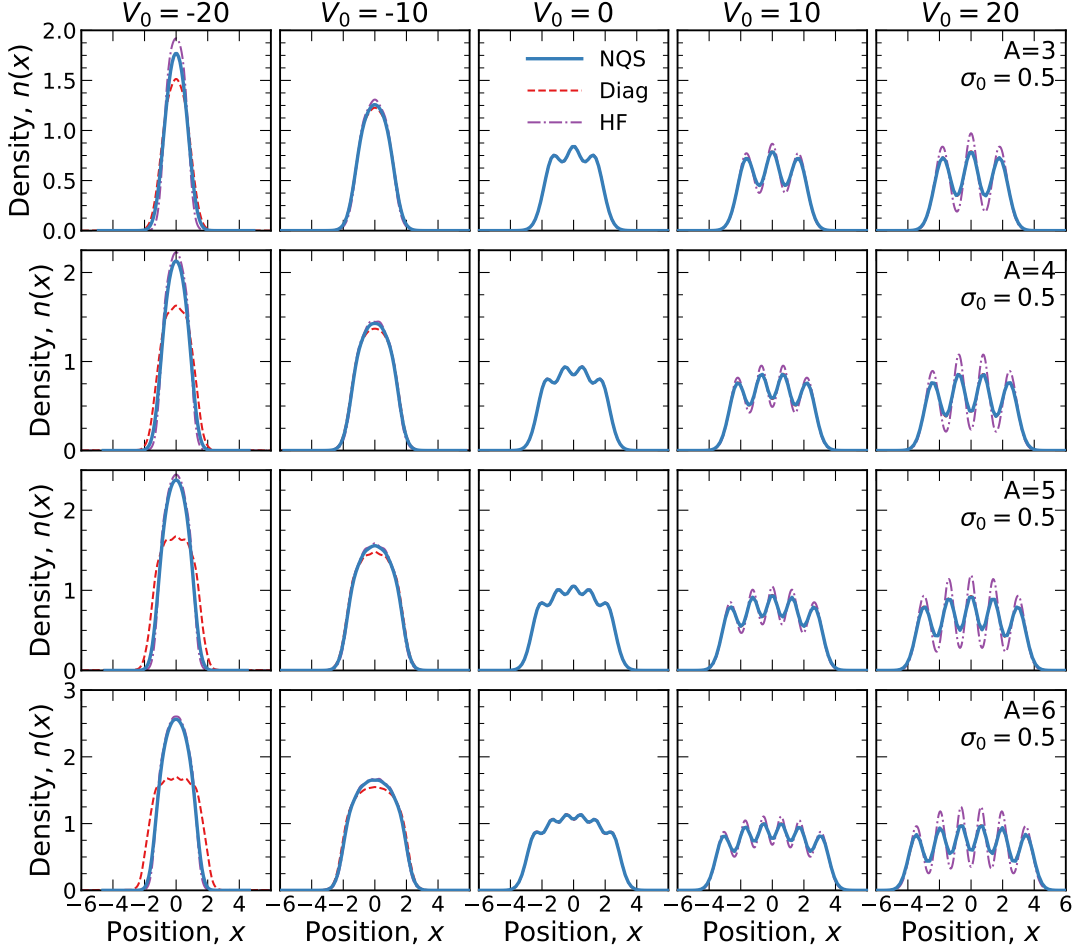 V₀ = -20 V₀ = -10 V₀ = 0 V₀ = 10 V₀ = 20
Density, n(x)
2.0
1.5
1.0
0.5
0.0
NQS
Diag
HF
A=3
σ₀ = 0.5
Density, n(x)
2
1
0
A=4
σ₀ = 0.5
Density, n(x)
2
1
0
A=5
σ₀ = 0.5
Density, n(x)
3
2
1
0
A=6
σ₀ = 0.5
−6 −4 −2 0 2 4 −6 −4 −2 0 2 4 −6 −4 −2 0 2 4 −6 −4 −2 0 2 4 −6 −4 −2 0 2 4 6
Position, x Position, x Position, x Position, x Position, x